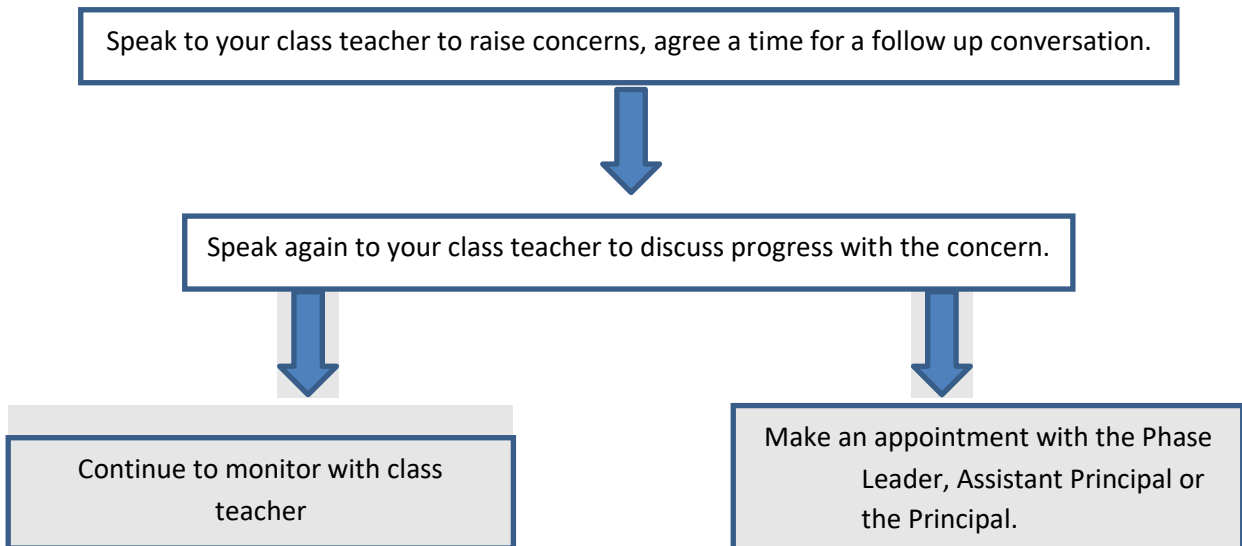 Speak to your class teacher to raise concerns, agree a time for a follow up conversation.
Speak again to your class teacher to discuss progress with the concern.
Continue to monitor with class
teacher
Make an appointment with the Phase
Leader, Assistant Principal or
the Principal.